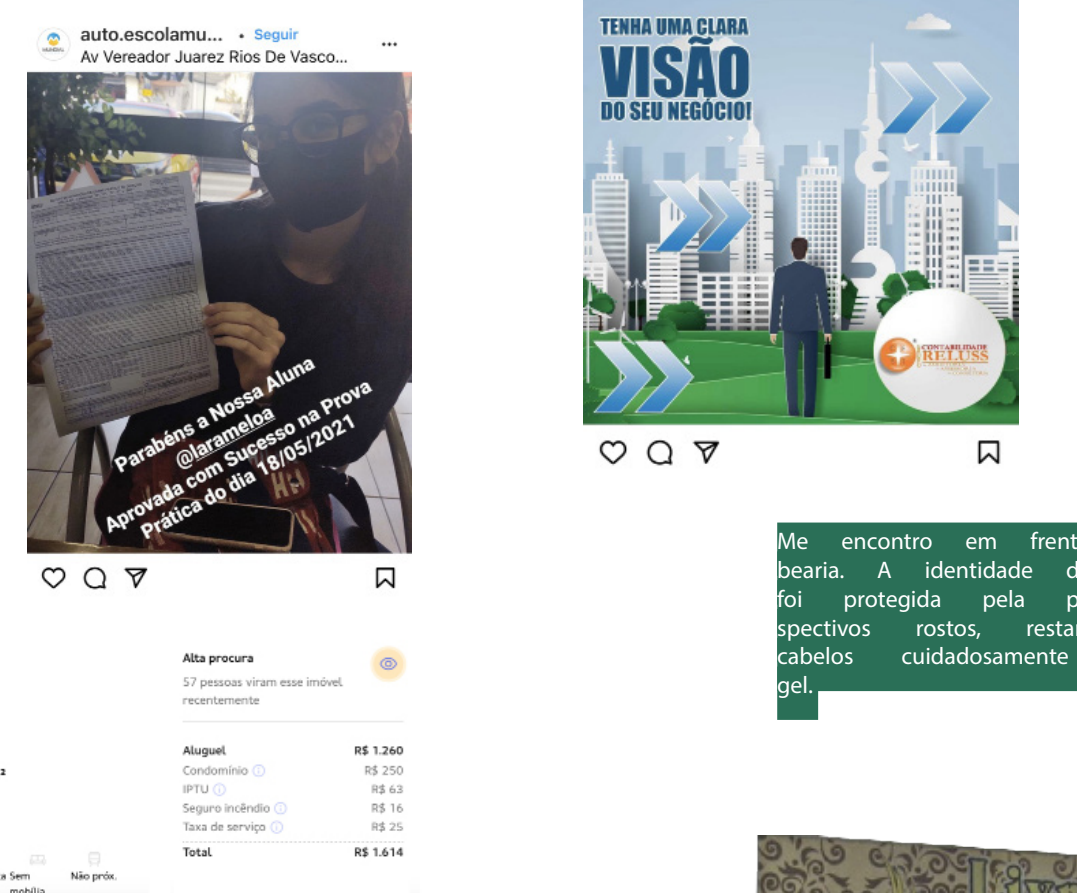 auto.escolamu... • Seguir
Av Vereador Juarez Rios De Vasco...
Parabéns a Nossa Aluna
@larameloa
Aprovada com Sucesso na Prova
Prática do dia 18/05/2021
TENHA UMA CLARA
VISÃO
DO SEU NEGÓCIO!
CONTABILIDADE
RELUSS
Me encontro em frent
bearia. A identidade d
foi protegida pela p
spectivos rostos, resta
cabelos cuidadosamente
gel.
Alta procura
57 pessoas viram esse imóvel
recentemente
Aluguel R$ 1.260
Condomínio R$ 250
IPTU R$ 63
Seguro incêndio R$ 16
Taxa de serviço R$ 25
Total R$ 1.614
2
a Sem
mobília
Não próx.